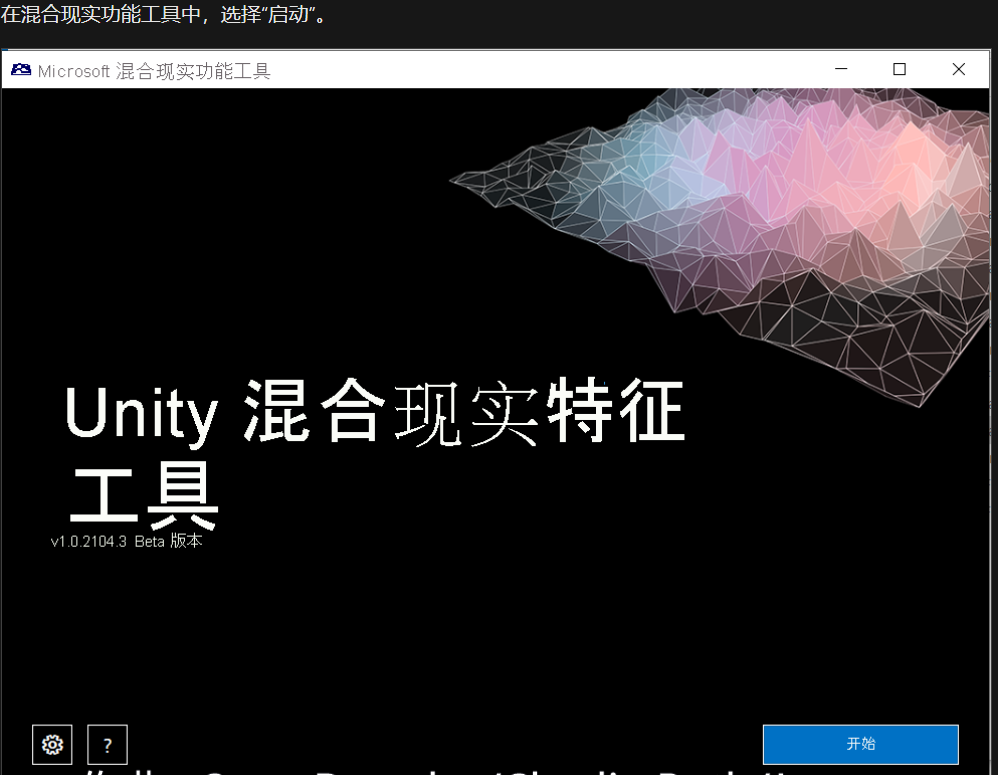 在混合现实功能工具中，选择“启动”。
Microsoft 混合现实功能工具
Unity 混合现实特征
工具
v1.0.2104.3 Beta 版本
?
开始